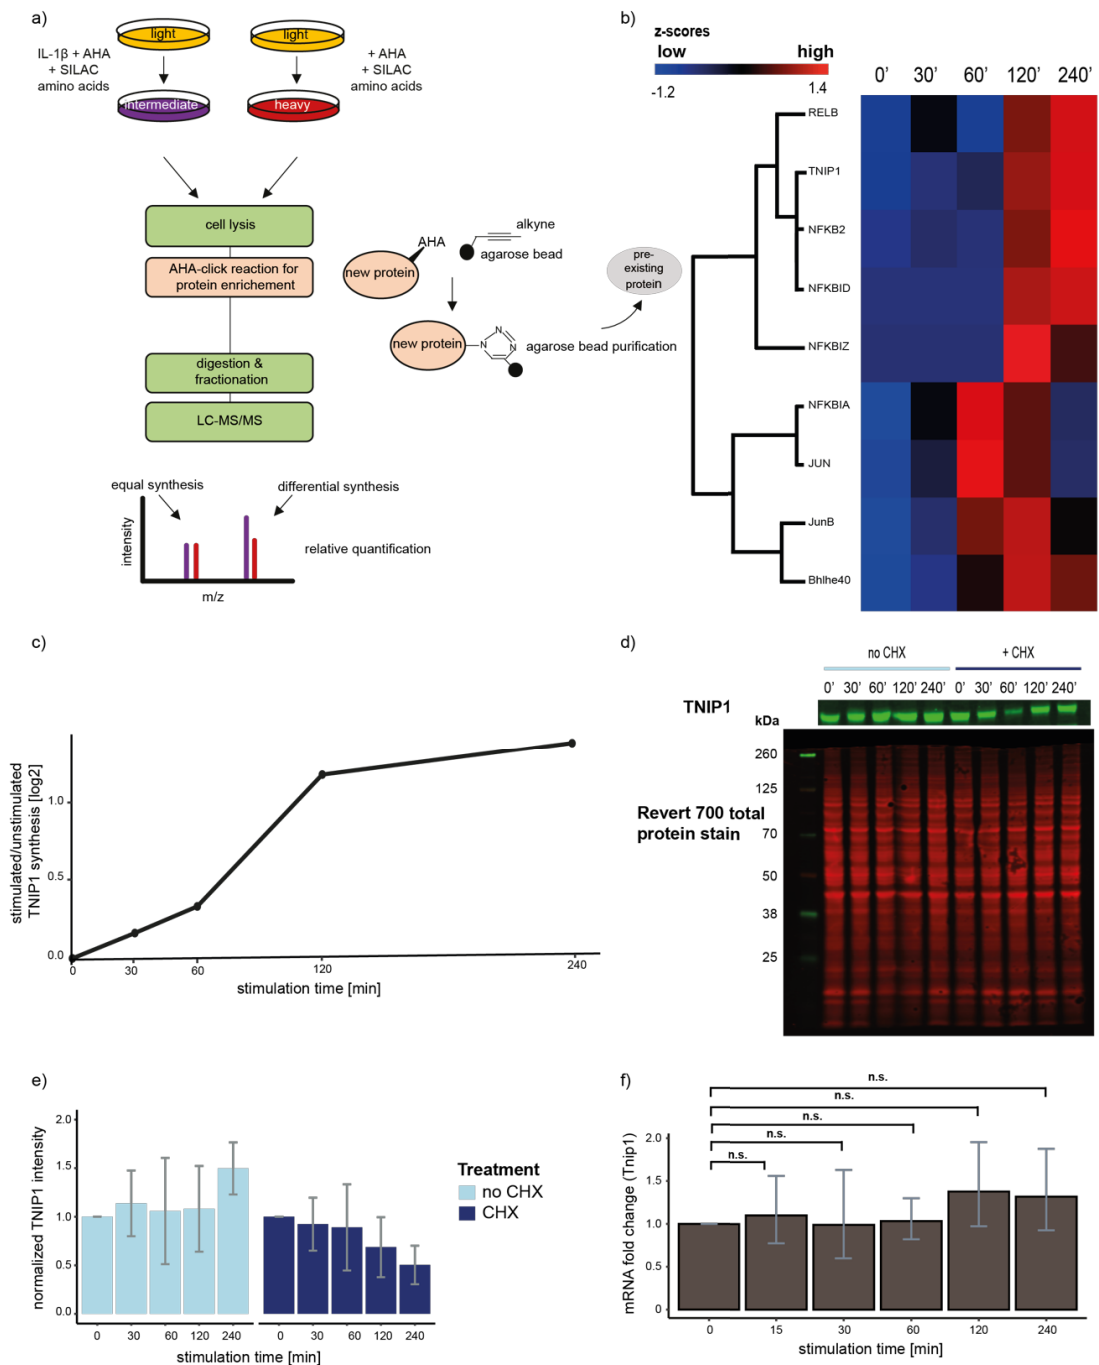 a)
light
light
IL-1β + AHA
+ SILAC
amino acids
+ AHA
+ SILAC
amino acids
intermediate
heavy
cell lysis
AHA-click reaction for
protein enrichment
digestion &
fractionation
LC-MS/MS
AHA
new protein
alkyne
agarose bead
pre-
existing
protein
new protein
N
N
N
agarose bead purification
equal synthesis
differential synthesis
intensity
relative quantification
m/z
b)
z-scores
low
high
-1.2
1.4
0' 30' 60' 120' 240'
RELB
TNIP1
NFKB2
NFKBID
NFKBIZ
NFKBIA
JUN
JunB
Bhlhe40
c)
stimulated/unstimulated
TNIP1 synthesis [log2]
1.0
0.5
0.0
0 30 60 120 240
stimulation time [min]
d)
no CHX
+ CHX
0' 30' 60' 120' 240' 0' 30' 60' 120' 240'
TNIP1
kDa
260
125
70
50
38
25
Revert 700 total
protein stain
e)
normalized TNIP1 intensity
2.0
1.5
1.0
0.5
0.0
0 30 60 120 240 0 30 60 120 240
stimulation time [min]
Treatment
no CHX
CHX
f)
n.s.
n.s.
n.s.
n.s.
n.s.
mRNA fold change (Tnip1)
2.0
1.5
1.0
0.5
0
0 15 30 60 120 240
stimulation time [min]